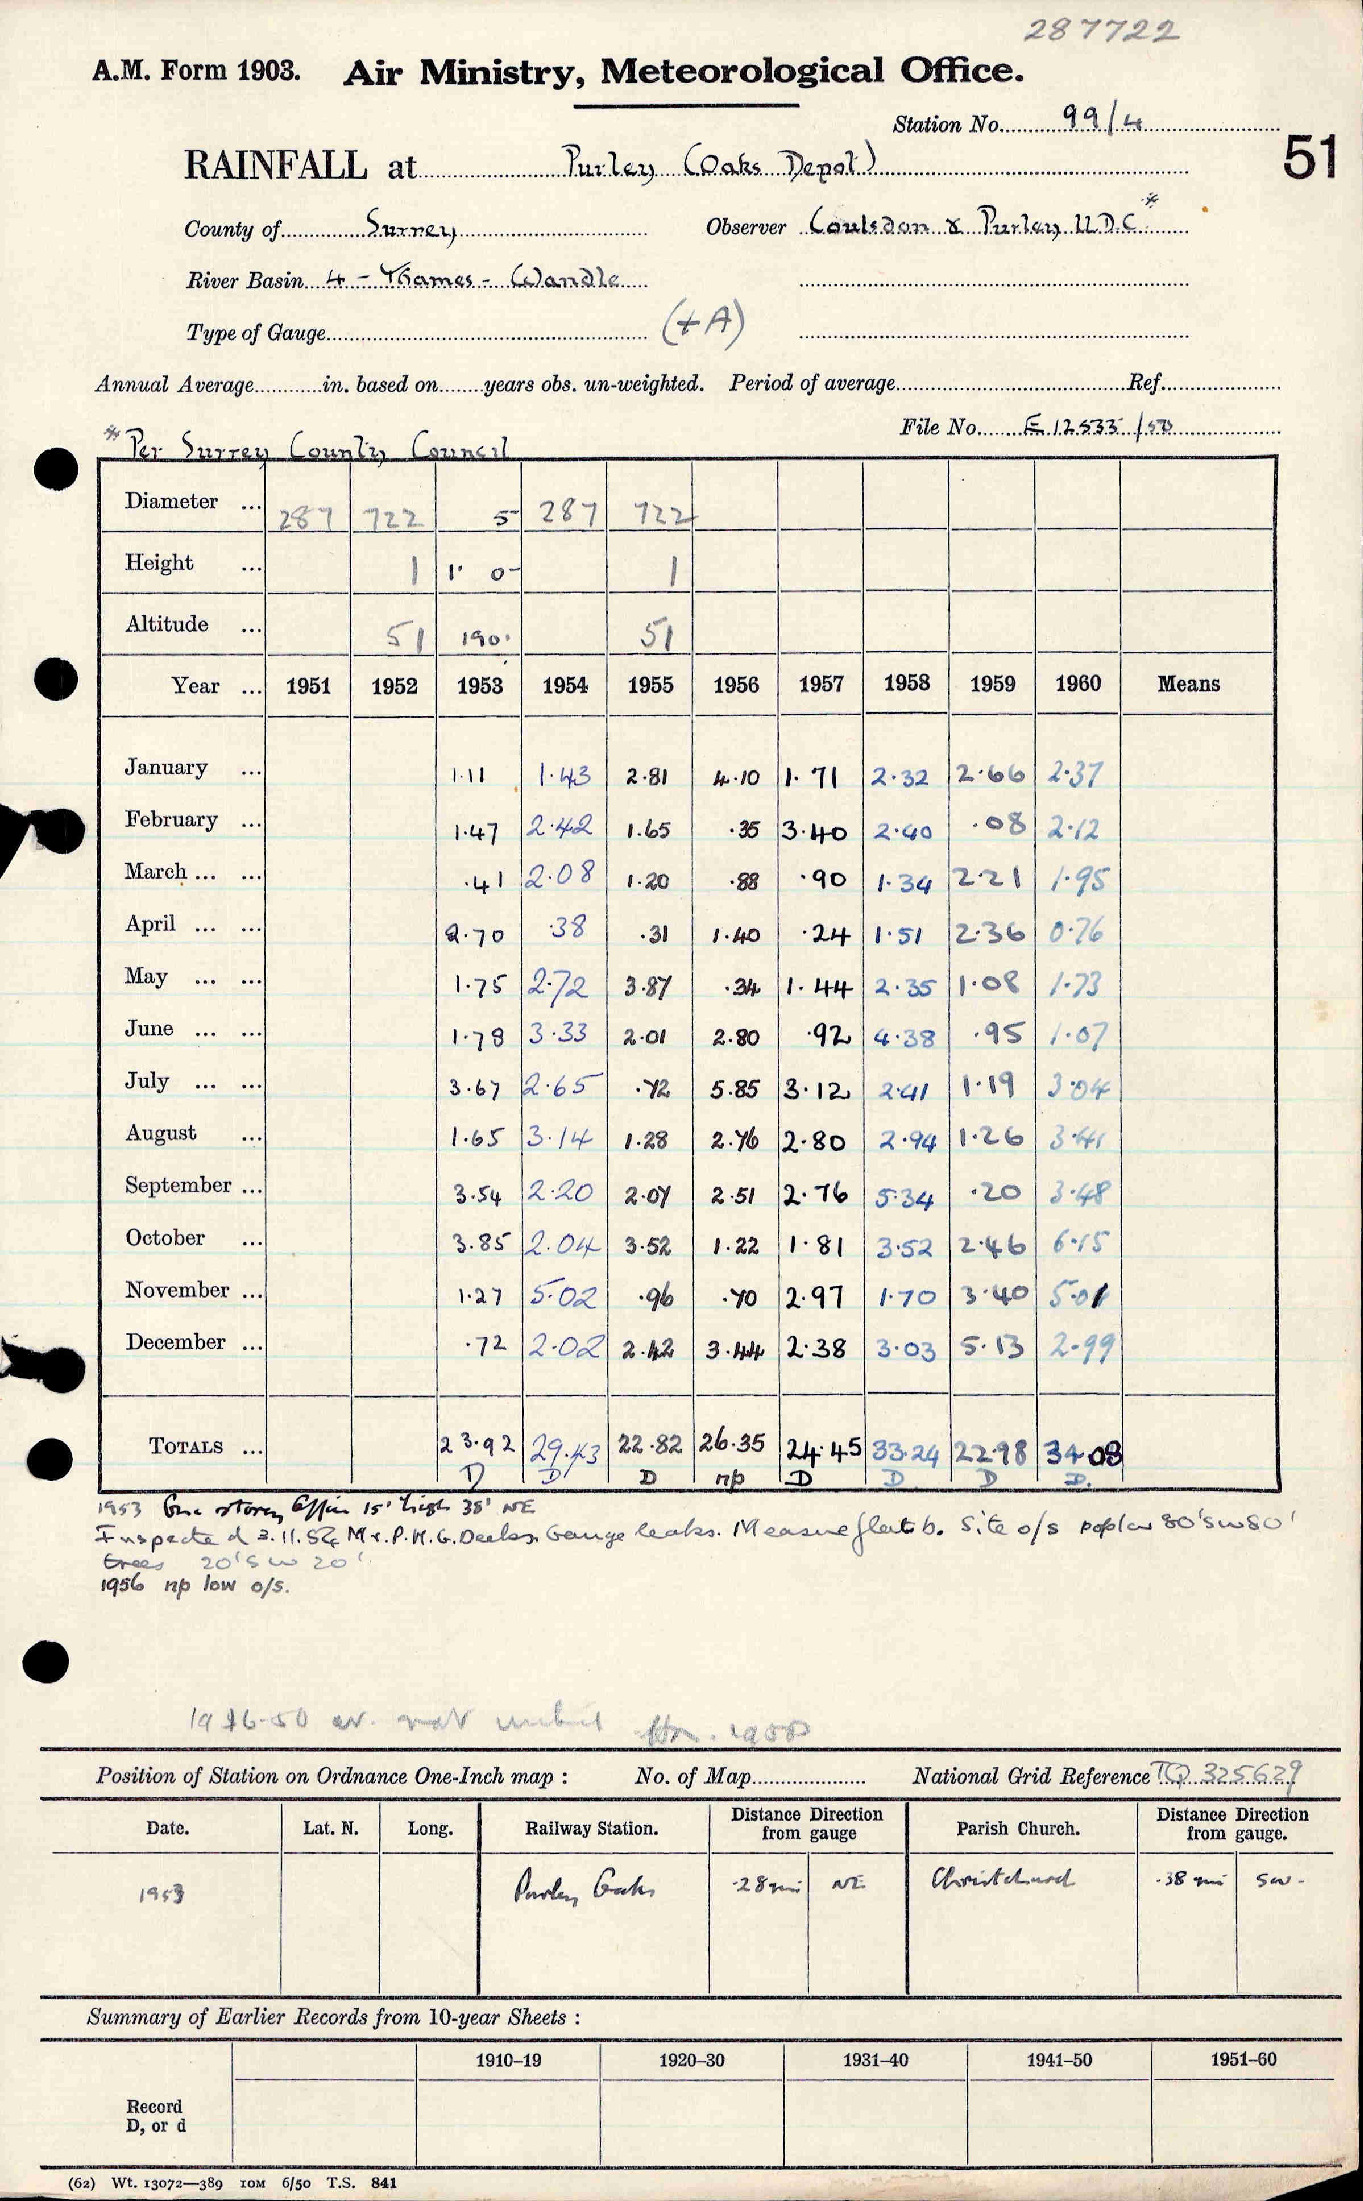 287722
A.M. Form 1903. Air Ministry, Meteorological Office.
Station No. 99/4
51
RAINFALL at Purley (Oaks Depot)
County of Surrey Observer Coulsdon & Purley U.D.C.*
River Basin 4 - Thames - Wandle
Type of Gauge (+A)
Annual Average in. based on years obs. un-weighted. Period of average Ref.
File No. E 12533/50
* Per Surrey County Council
Diameter ... 287 722 5 287 722
Height ... 1 1' 0- 1
Altitude ... 51 190' 51
Year ... 1951 1952 1953 1954 1955 1956 1957 1958 1959 1960 Means
January ... 1.11 1.43 2.81 4.10 1.71 2.32 2.66 2.37
February ... 1.47 2.42 1.65 .35 3.40 2.40 .08 2.12
March ... ... .41 2.08 1.20 .88 .90 1.34 2.21 1.95
April ... ... 2.70 .38 .31 1.40 .24 1.51 2.36 0.76
May ... ... 1.75 2.72 3.87 .34 1.44 2.35 1.08 1.73
June ... ... 1.78 3.33 2.01 2.80 .92 4.38 .95 1.07
July ... ... 3.67 2.65 .72 5.85 3.12 2.41 1.19 3.04
August ... 1.65 3.14 1.28 2.76 2.80 2.94 1.26 3.41
September ... 3.54 2.20 2.07 2.51 2.76 5.34 .20 3.48
October ... 3.85 2.04 3.52 1.22 1.81 3.52 2.46 6.15
November ... 1.27 5.02 .96 .70 2.97 1.70 3.40 5.01
December ... .72 2.02 2.42 3.44 2.38 3.03 5.13 2.99
TOTALS ... 23.92 29.43 22.82 26.35 24.45 33.24 22.98 34.08
D D D np D D D D.
1953 One storey Office 15' high 38' NE
Inspected 3.11.54 Mr. P.H.G. Gauge leaks. Measure flat b. Site o/s poplar 80' SW 80'
trees 20' SW 20'
1956 np low o/s.
1916-50 av. not
Position of Station on Ordnance One-Inch map : No. of Map National Grid Reference TQ 325629
Date. Lat. N. Long. Railway Station. Distance Direction from gauge Parish Church. Distance Direction from gauge.
1953 Purley Oaks .28 mi NE Christchurch .38 mi SW.
Summary of Earlier Records from 10-year Sheets :
1910–19 1920–30 1931–40 1941–50 1951–60
Record
D, or d
(62) Wt. 13072—389 10M 6/50 T.S. 841